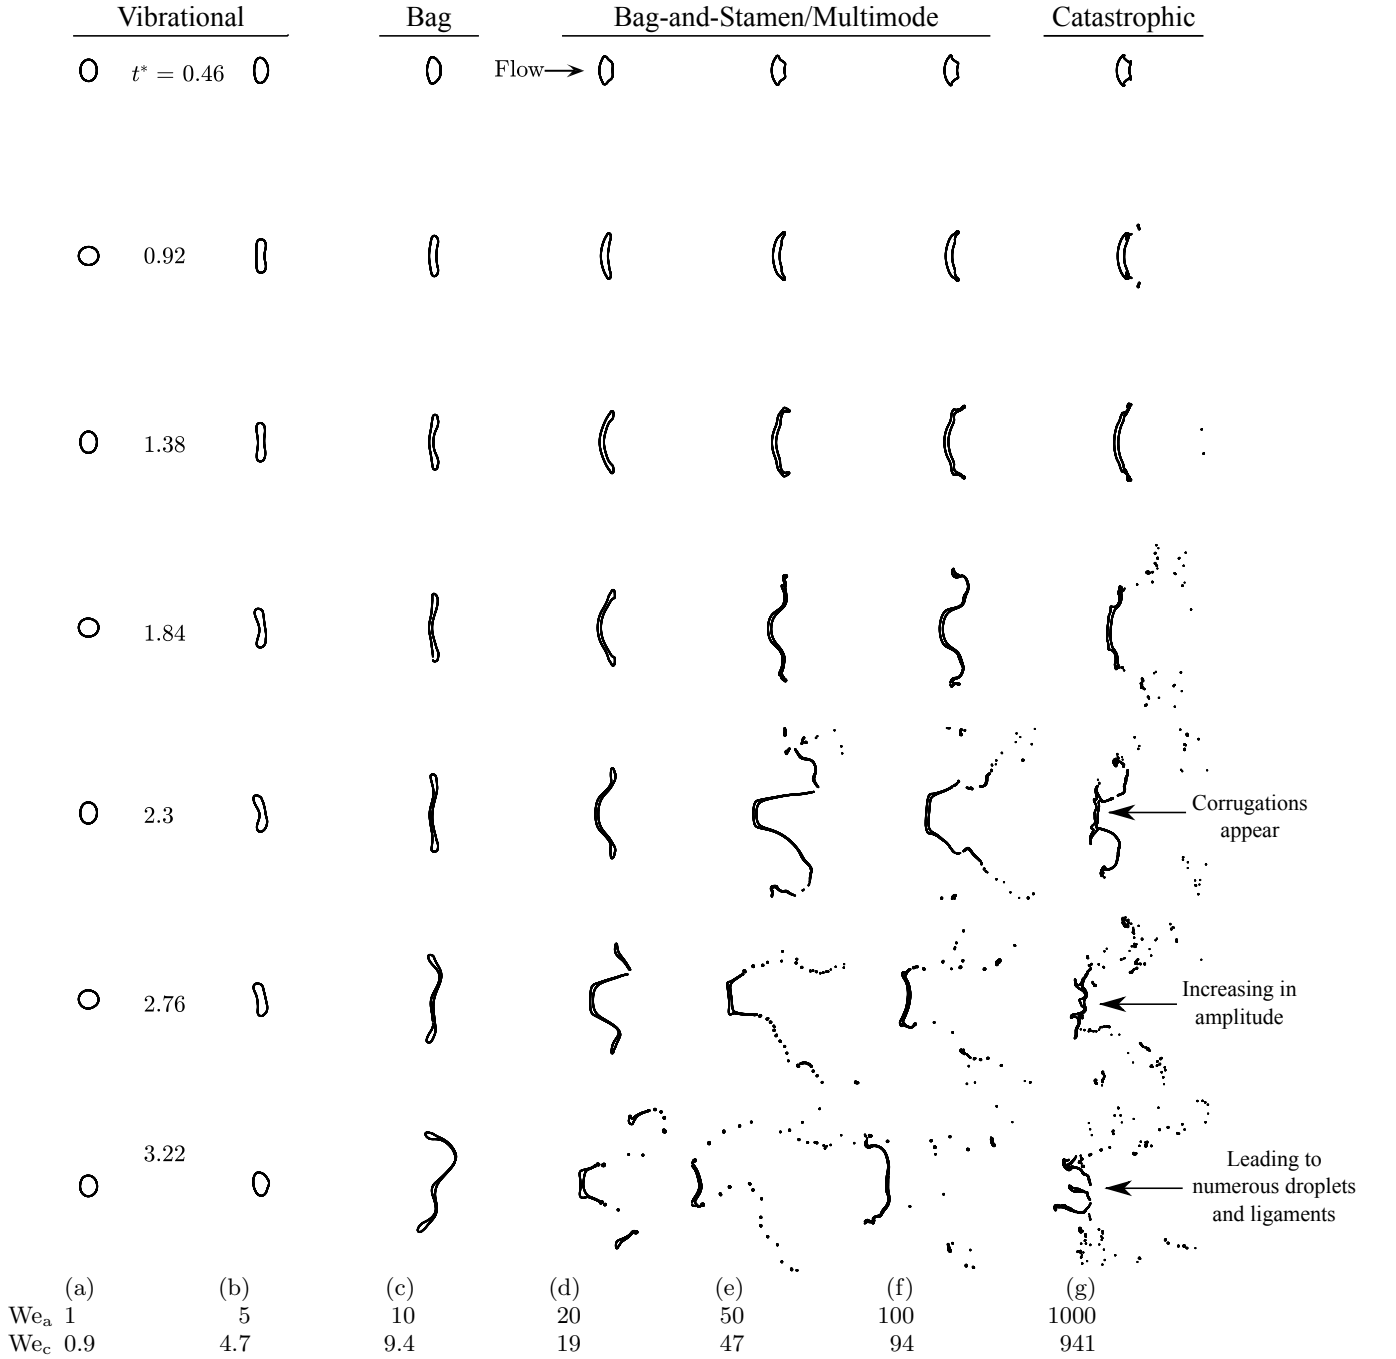 Vibrational Bag Bag-and-Stamen/Multimode Catastrophic
t* = 0.46 Flow
0.92
1.38
1.84
2.3 Corrugations
appear
2.76 Increasing in
amplitude
3.22 Leading to
numerous droplets
and ligaments
(a) (b) (c) (d) (e) (f) (g)
Wea 1 5 10 20 50 100 1000
Wec 0.9 4.7 9.4 19 47 94 941